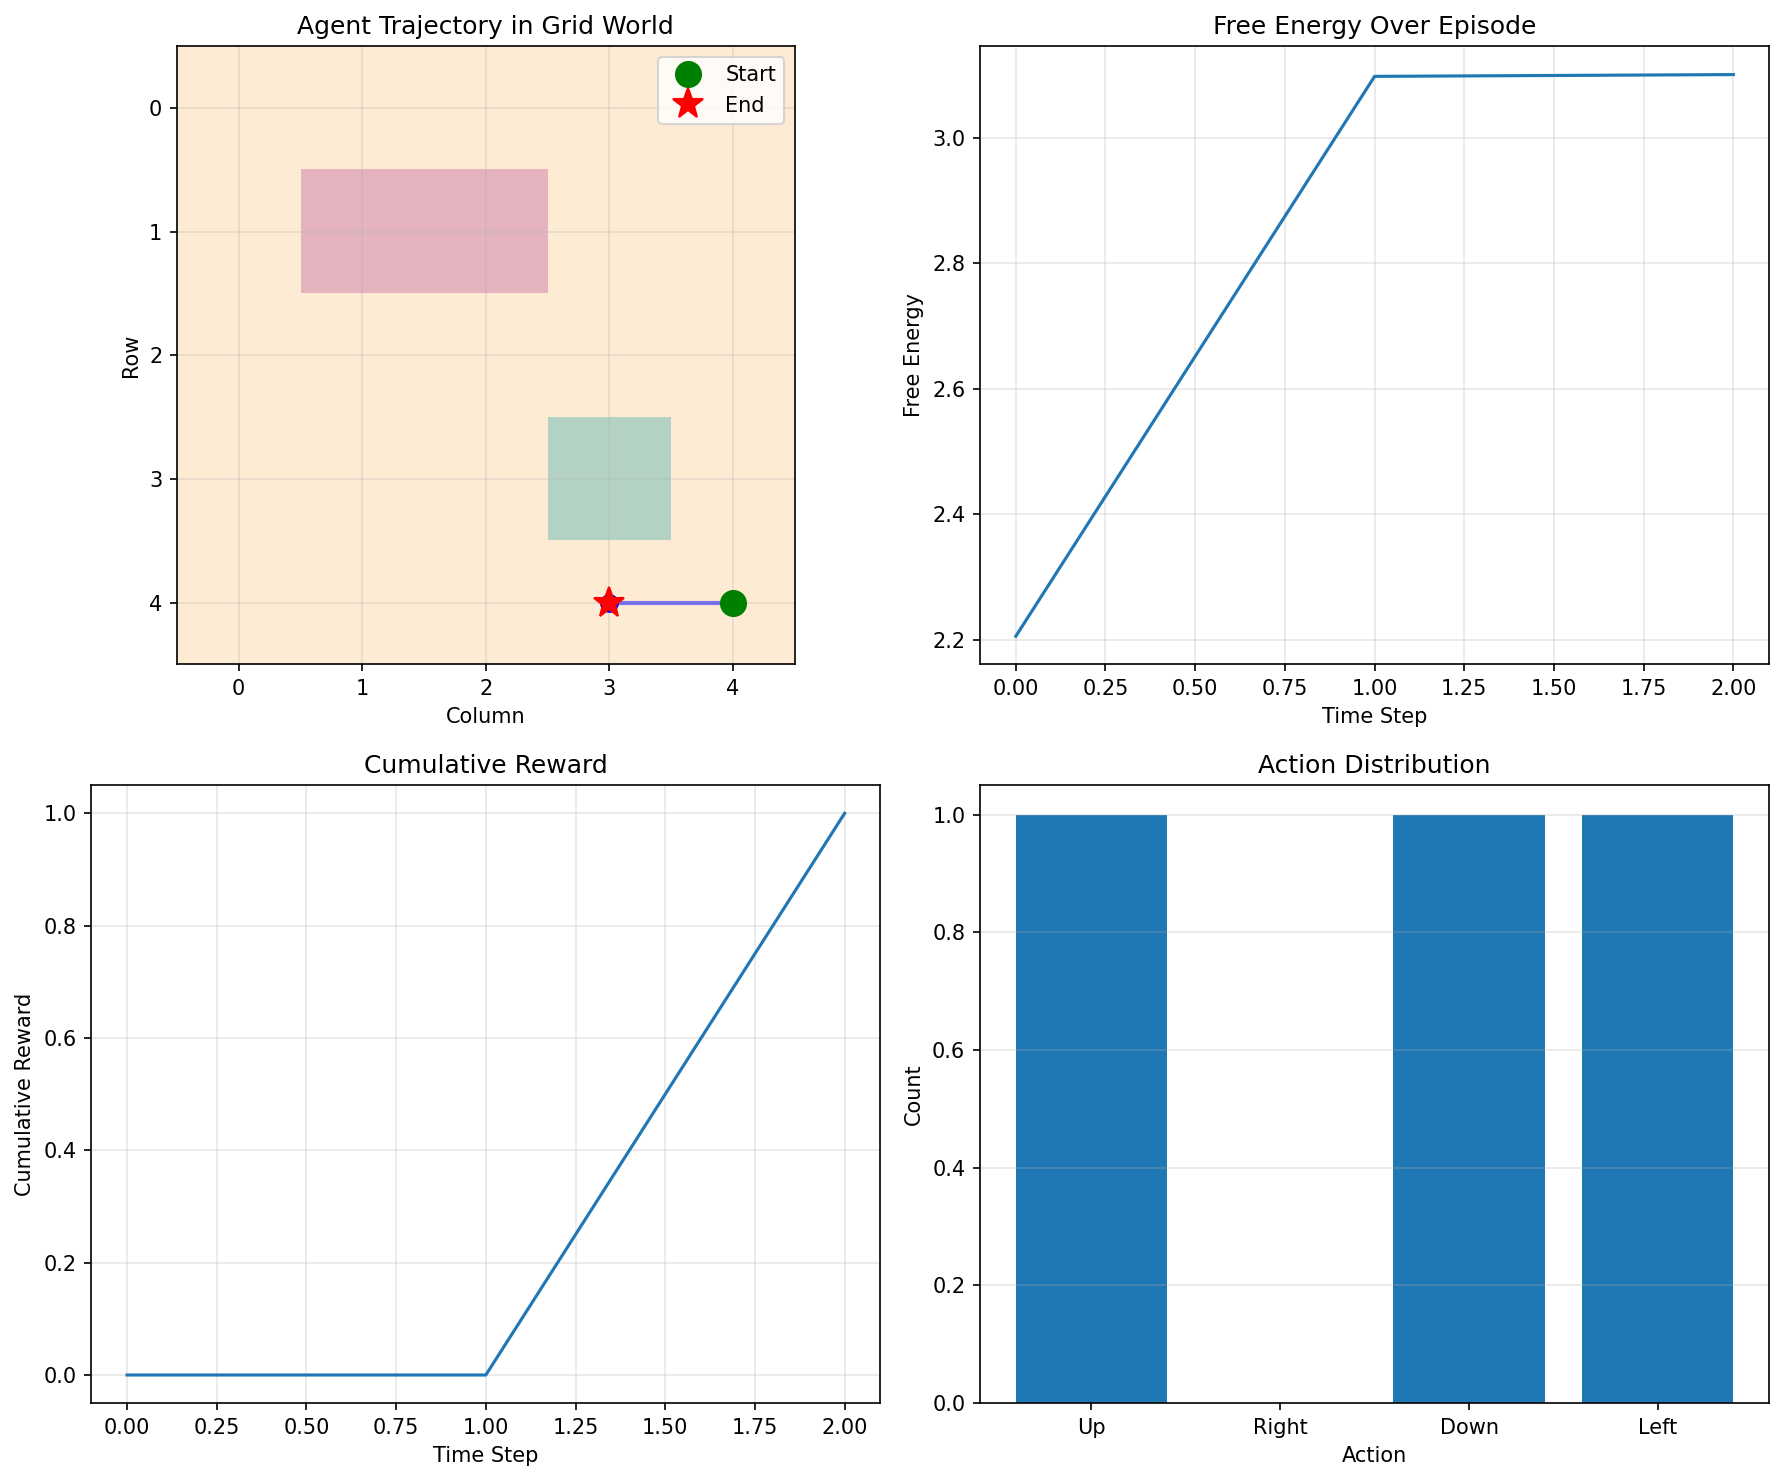 Agent Trajectory in Grid World
Start
End
0
1
2
3
4
Row
0 1 2 3 4
Column
Free Energy Over Episode
3.0
2.8
2.6
2.4
2.2
Free Energy
0.00 0.25 0.50 0.75 1.00 1.25 1.50 1.75 2.00
Time Step
Cumulative Reward
1.0
0.8
0.6
0.4
0.2
0.0
Cumulative Reward
0.00 0.25 0.50 0.75 1.00 1.25 1.50 1.75 2.00
Time Step
Action Distribution
1.0
0.8
0.6
0.4
0.2
0.0
Count
Up Right Down Left
Action